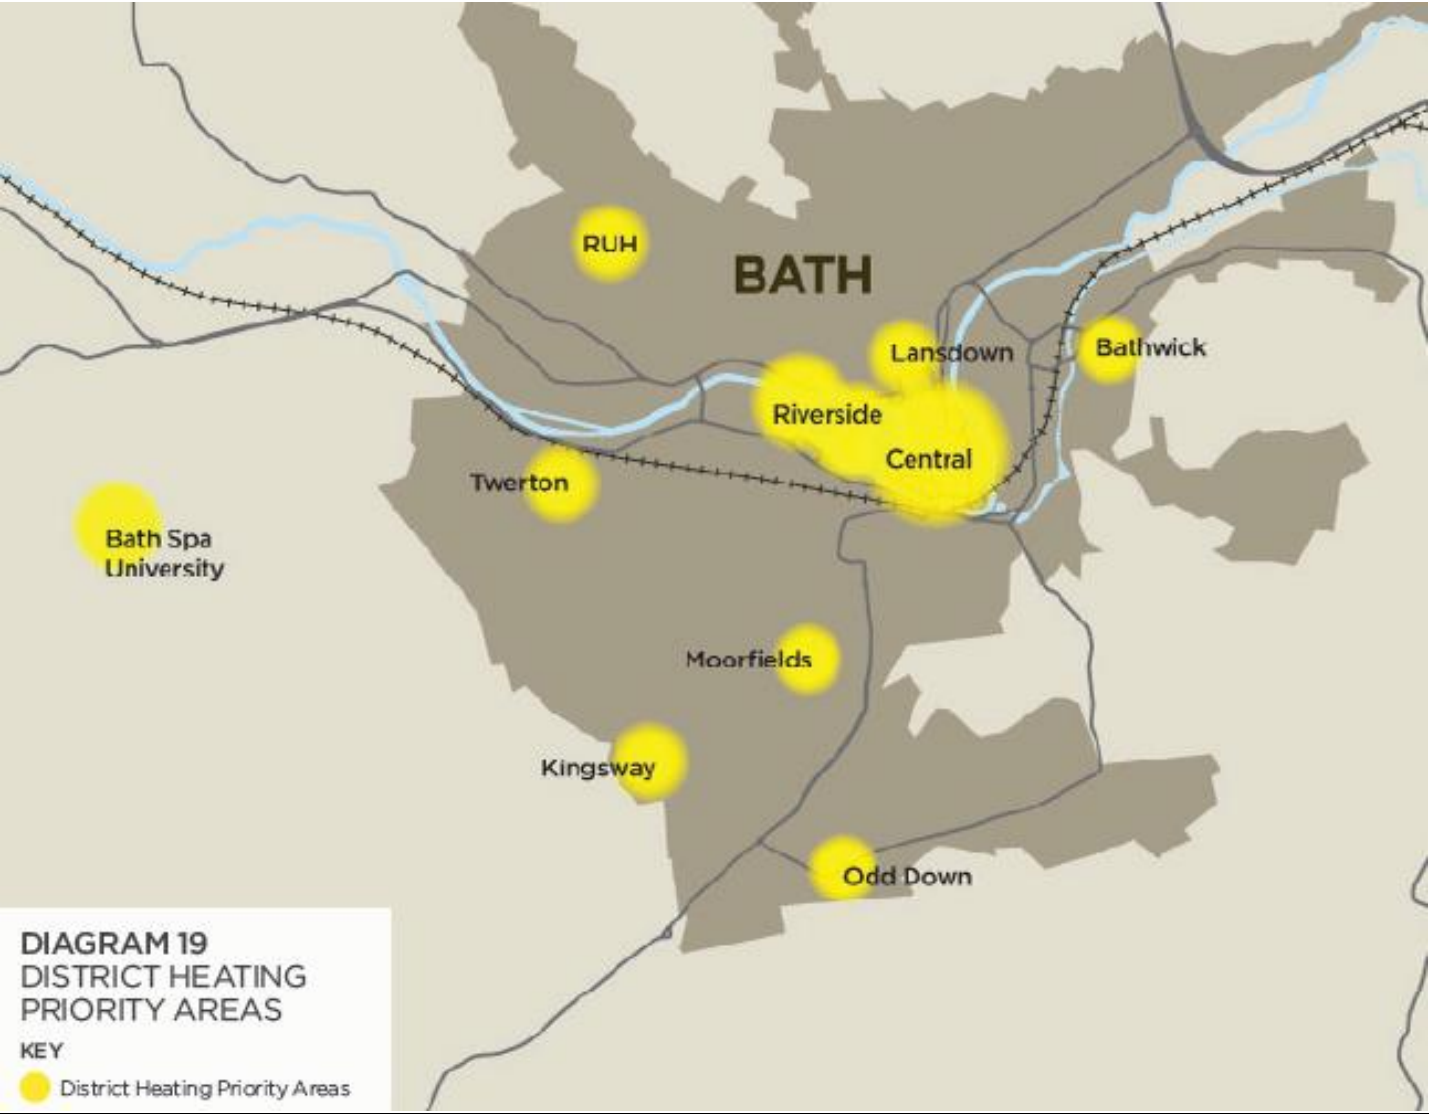 RUH
BATH
Lansdown
Bathwick
Riverside
Central
Twerton
Bath Spa
University
Moorfields
Kingsway
Odd Down
DIAGRAM 19
DISTRICT HEATING
PRIORITY AREAS
KEY
District Heating Priority Areas